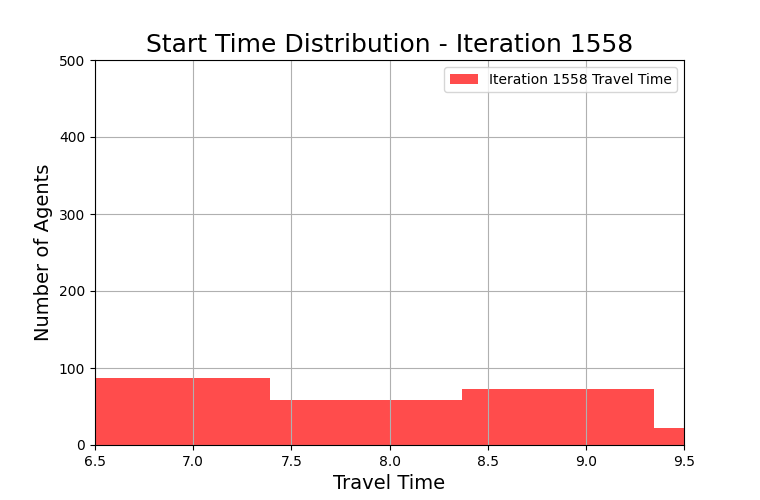 Start Time Distribution - Iteration 1558
Iteration 1558 Travel Time
Number of Agents
500
400
300
200
100
0
6.5 7.0 7.5 8.0 8.5 9.0 9.5
Travel Time